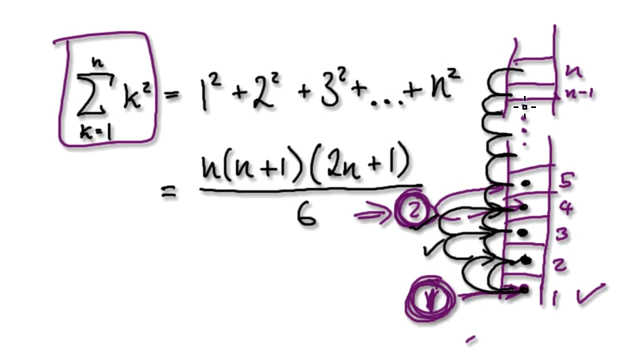 n
∑ k² = 1² + 2² + 3² + ... + n²
k=1
= n(n+1)(2n+1)
6
n
n-1
5
4
3
2
1
2
1